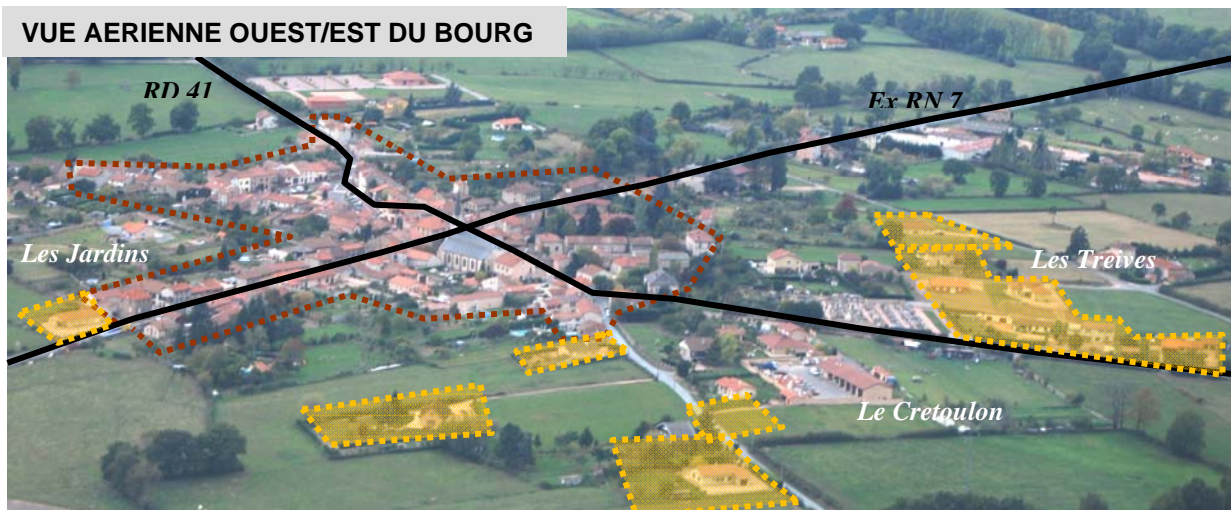 VUE AERIENNE OUEST/EST DU BOURG
RD 41
Ex RN 7
Les Jardins
Les Treives
Le Cretoulon